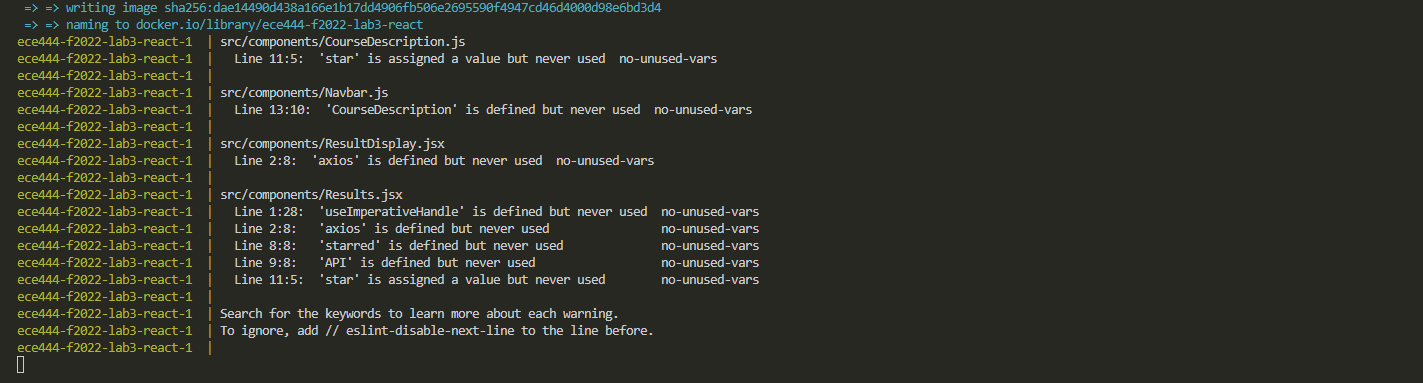 => => writing image sha256:dae14490d438a166e1b17dd4906fb506e2695590f4947cd46d4000d98e6bd3d4
=> => naming to docker.io/library/ece444-f2022-lab3-react
ece444-f2022-lab3-react-1  | src/components/CourseDescription.js
ece444-f2022-lab3-react-1  |   Line 11:5:  'star' is assigned a value but never used  no-unused-vars
ece444-f2022-lab3-react-1  |
ece444-f2022-lab3-react-1  | src/components/Navbar.js
ece444-f2022-lab3-react-1  |   Line 13:10:  'CourseDescription' is defined but never used  no-unused-vars
ece444-f2022-lab3-react-1  |
ece444-f2022-lab3-react-1  | src/components/ResultDisplay.jsx
ece444-f2022-lab3-react-1  |   Line 2:8:  'axios' is defined but never used  no-unused-vars
ece444-f2022-lab3-react-1  |
ece444-f2022-lab3-react-1  | src/components/Results.jsx
ece444-f2022-lab3-react-1  |   Line 1:28:  'useImperativeHandle' is defined but never used  no-unused-vars
ece444-f2022-lab3-react-1  |   Line 2:8:   'axios' is defined but never used                no-unused-vars
ece444-f2022-lab3-react-1  |   Line 8:8:   'starred' is defined but never used              no-unused-vars
ece444-f2022-lab3-react-1  |   Line 9:8:   'API' is defined but never used                  no-unused-vars
ece444-f2022-lab3-react-1  |   Line 11:5:  'star' is assigned a value but never used        no-unused-vars
ece444-f2022-lab3-react-1  |
ece444-f2022-lab3-react-1  | Search for the keywords to learn more about each warning.
ece444-f2022-lab3-react-1  | To ignore, add // eslint-disable-next-line to the line before.
ece444-f2022-lab3-react-1  |